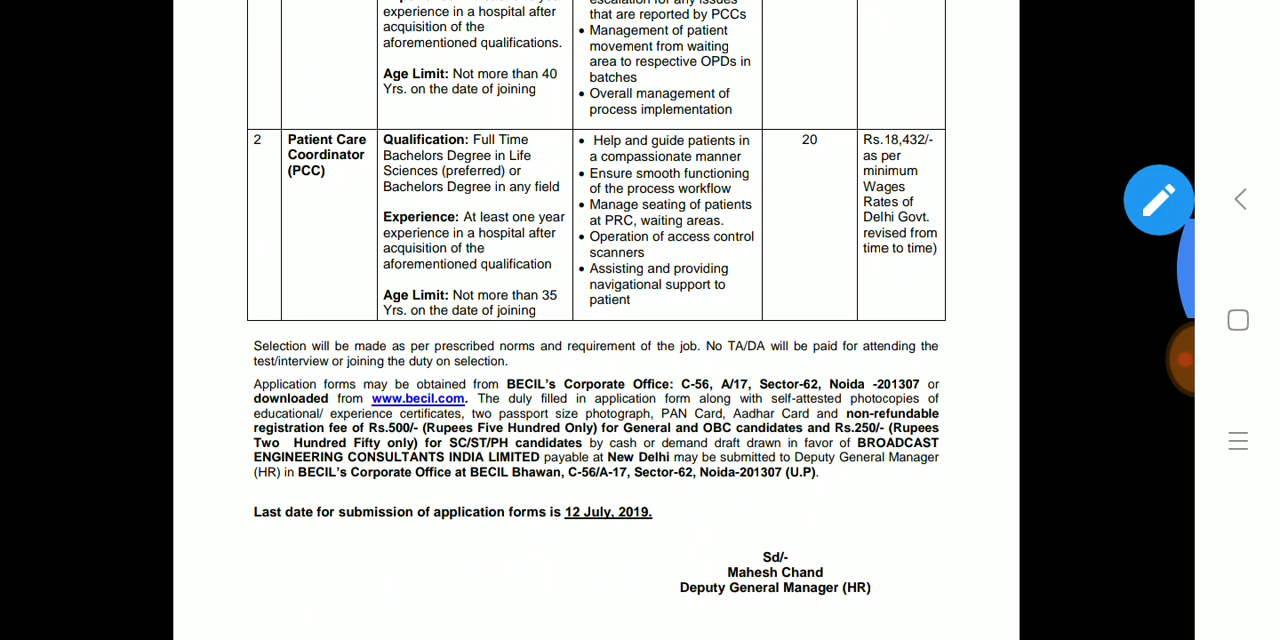 experience in a hospital after
acquisition of the
aforementioned qualifications.
Age Limit: Not more than 40
Yrs. on the date of joining
escalation for any issues
that are reported by PCCs
• Management of patient
movement from waiting
area to respective OPDs in
batches
• Overall management of
process implementation
2
Patient Care
Coordinator
(PCC)
Qualification: Full Time
Bachelors Degree in Life
Sciences (preferred) or
Bachelors Degree in any field
Experience: At least one year
experience in a hospital after
acquisition of the
aforementioned qualification
Age Limit: Not more than 35
Yrs. on the date of joining
• Help and guide patients in
a compassionate manner
• Ensure smooth functioning
of the process workflow
• Manage seating of patients
at PRC, waiting areas.
• Operation of access control
scanners
• Assisting and providing
navigational support to
patient
20
Rs.18,432/-
as per
minimum
Wages
Rates of
Delhi Govt.
revised from
time to time)
Selection will be made as per prescribed norms and requirement of the job. No TA/DA will be paid for attending the
test/interview or joining the duty on selection.
Application forms may be obtained from BECIL's Corporate Office: C-56, A/17, Sector-62, Noida -201307 or
downloaded from www.becil.com. The duly filled in application form along with self-attested photocopies of
educational/ experience certificates, two passport size photograph, PAN Card, Aadhar Card and non-refundable
registration fee of Rs.500/- (Rupees Five Hundred Only) for General and OBC candidates and Rs.250/- (Rupees
Two Hundred Fifty only) for SC/ST/PH candidates by cash or demand draft drawn in favor of BROADCAST
ENGINEERING CONSULTANTS INDIA LIMITED payable at New Delhi may be submitted to Deputy General Manager
(HR) in BECIL's Corporate Office at BECIL Bhawan, C-56/A-17, Sector-62, Noida-201307 (U.P).
Last date for submission of application forms is 12 July, 2019.
Sd/-
Mahesh Chand
Deputy General Manager (HR)